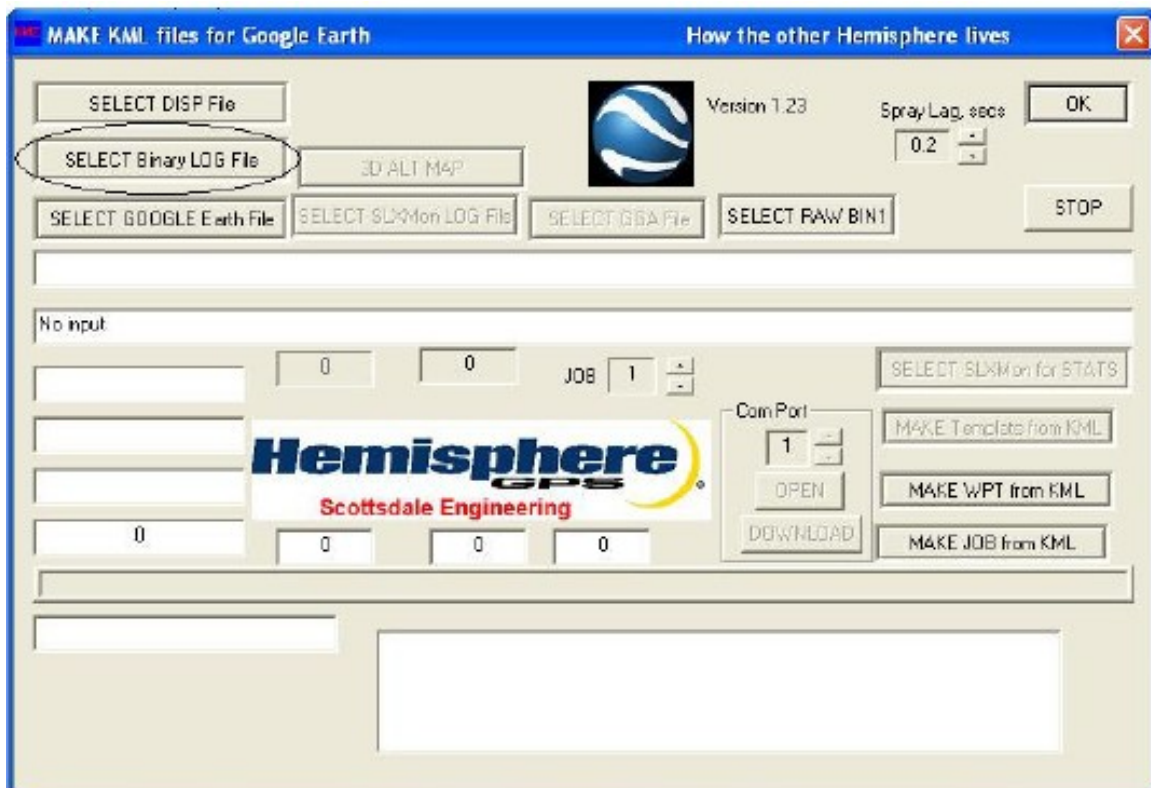 MAKE KML files for Google Earth How the other Hemisphere lives
SELECT DISP File
Version 1.23
Spray Lag, secs
OK
0.2
SELECT Binary LOG File
3D ALT MAP
SELECT GOOGLE Earth File
SELECT SLXMon LOG File
SELECT GGA File
SELECT RAW BIN1
STOP
No input
0
0
JOB
1
SELECT SLXMon for STATS
Com Port
1
MAKE Template from KML
Hemisphere
GPS
Scottsdale Engineering
OPEN
MAKE WPT from KML
0
0
0
0
DOWNLOAD
MAKE JOB from KML